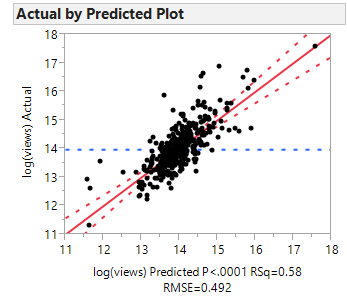 Actual by Predicted Plot
18
17
16
15
14
13
12
11
log(views) Actual
11 12 13 14 15 16 17 18
log(views) Predicted P<.0001 RSq=0.58
RMSE=0.492